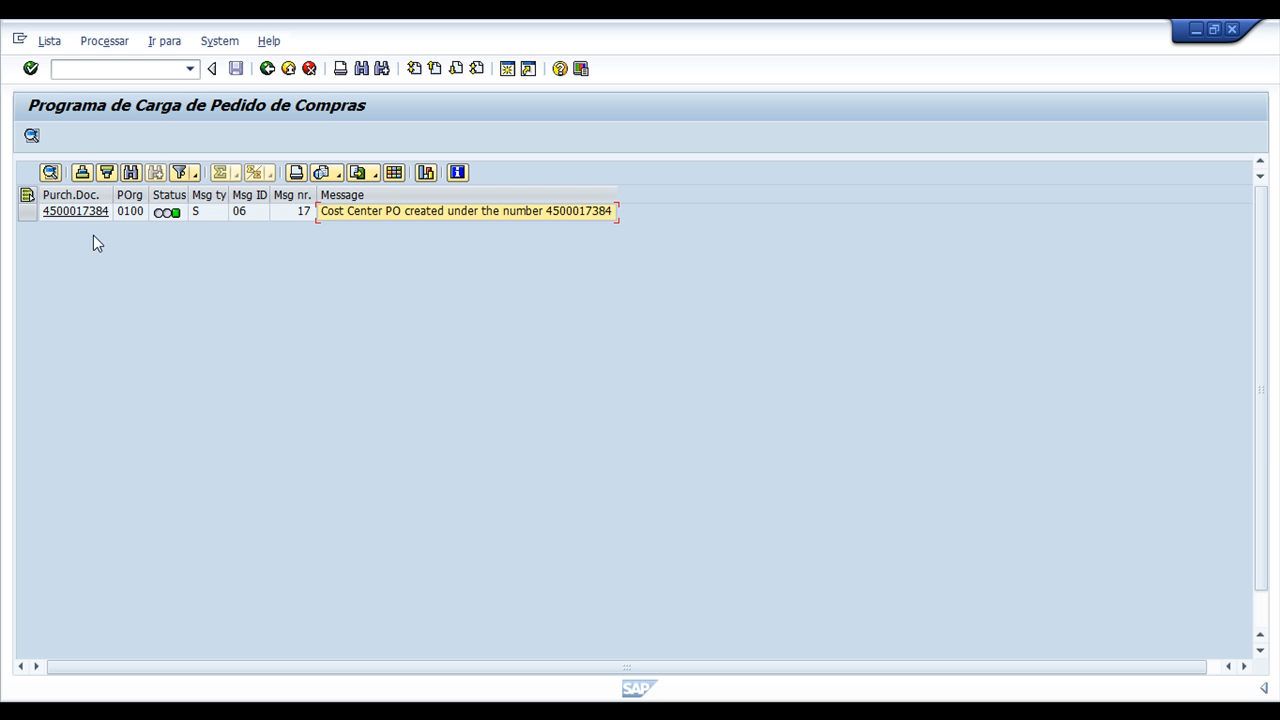 Lista Processar Ir para System Help
Programa de Carga de Pedido de Compras
Purch.Doc. POrg Status Msg ty Msg ID Msg nr. Message
4500017384 0100 S 06 17 Cost Center PO created under the number 4500017384
SAP